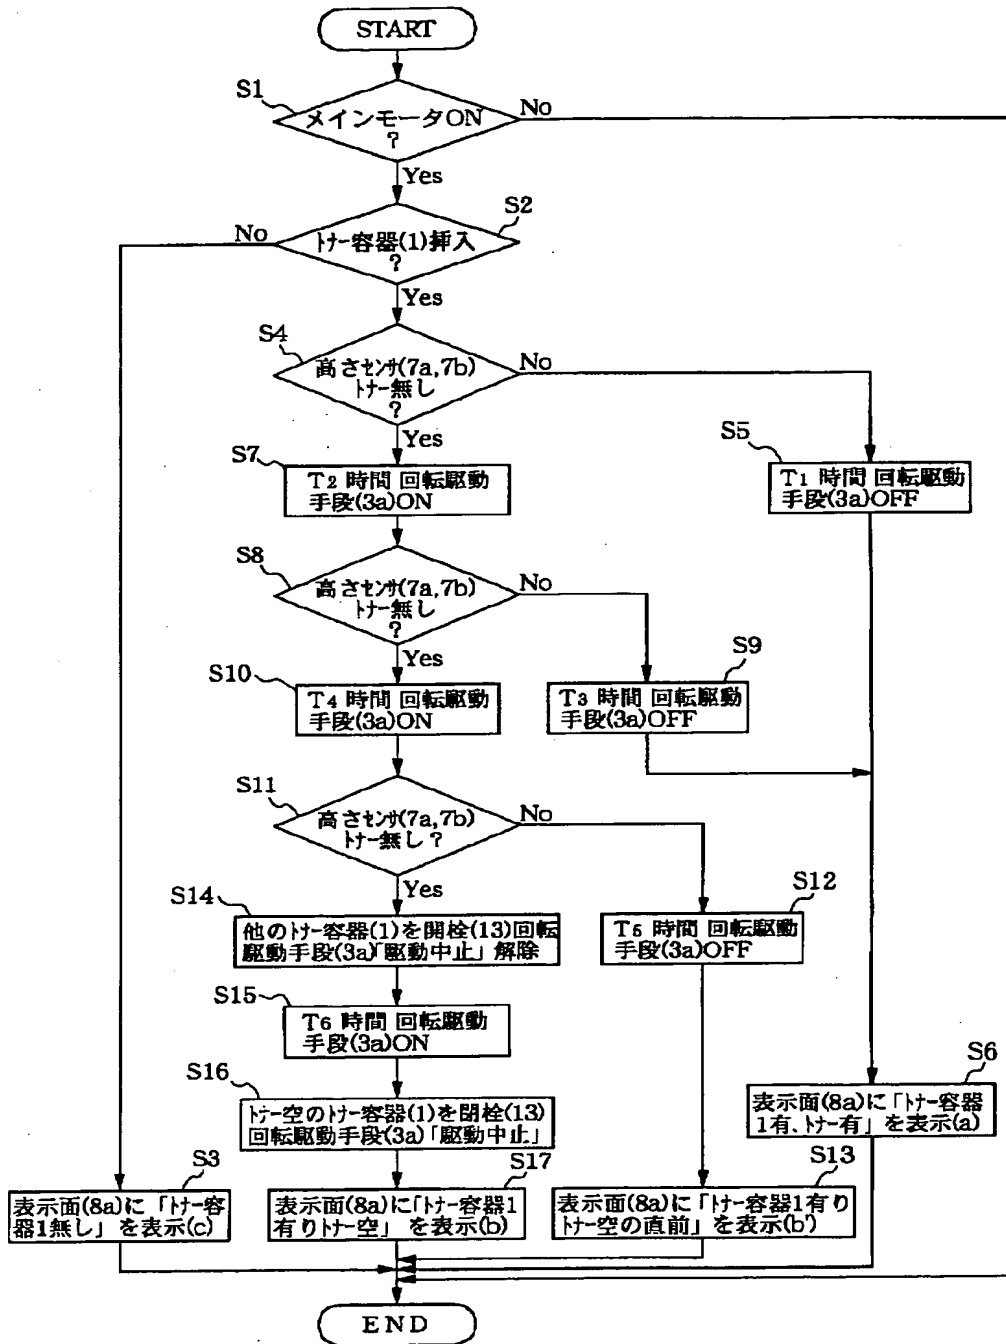 START
S1
メインモータON
?
No
Yes
S2
トナー容器(1)挿入
?
No
Yes
S4
高さセンサ(7a,7b)
トナー無し
?
No
Yes
S5
T1 時間 回転駆動
手段(3a)OFF
S7
T2 時間 回転駆動
手段(3a)ON
S8
高さセンサ(7a,7b)
トナー無し
?
No
Yes
S9
T3 時間 回転駆動
手段(3a)OFF
S10
T4 時間 回転駆動
手段(3a)ON
S11
高さセンサ(7a,7b)
トナー無し?
No
Yes
S12
T5 時間 回転駆動
手段(3a)OFF
S14
他のトナー容器(1)を開栓(13)回転
駆動手段(3a)「駆動中止」解除
S15
T6 時間 回転駆動
手段(3a)ON
S16
トナー空のトナー容器(1)を閉栓(13)
回転駆動手段(3a)「駆動中止」
S6
表示面(8a)に「トナー容器
1有、トナー有」を表示(a)
S3
表示面(8a)に「トナー容
器1無し」を表示(c)
S17
表示面(8a)に「トナー容器1
有りトナー空」を表示(b)
S13
表示面(8a)に「トナー容器1有り
トナー空の直前」を表示(b')
END